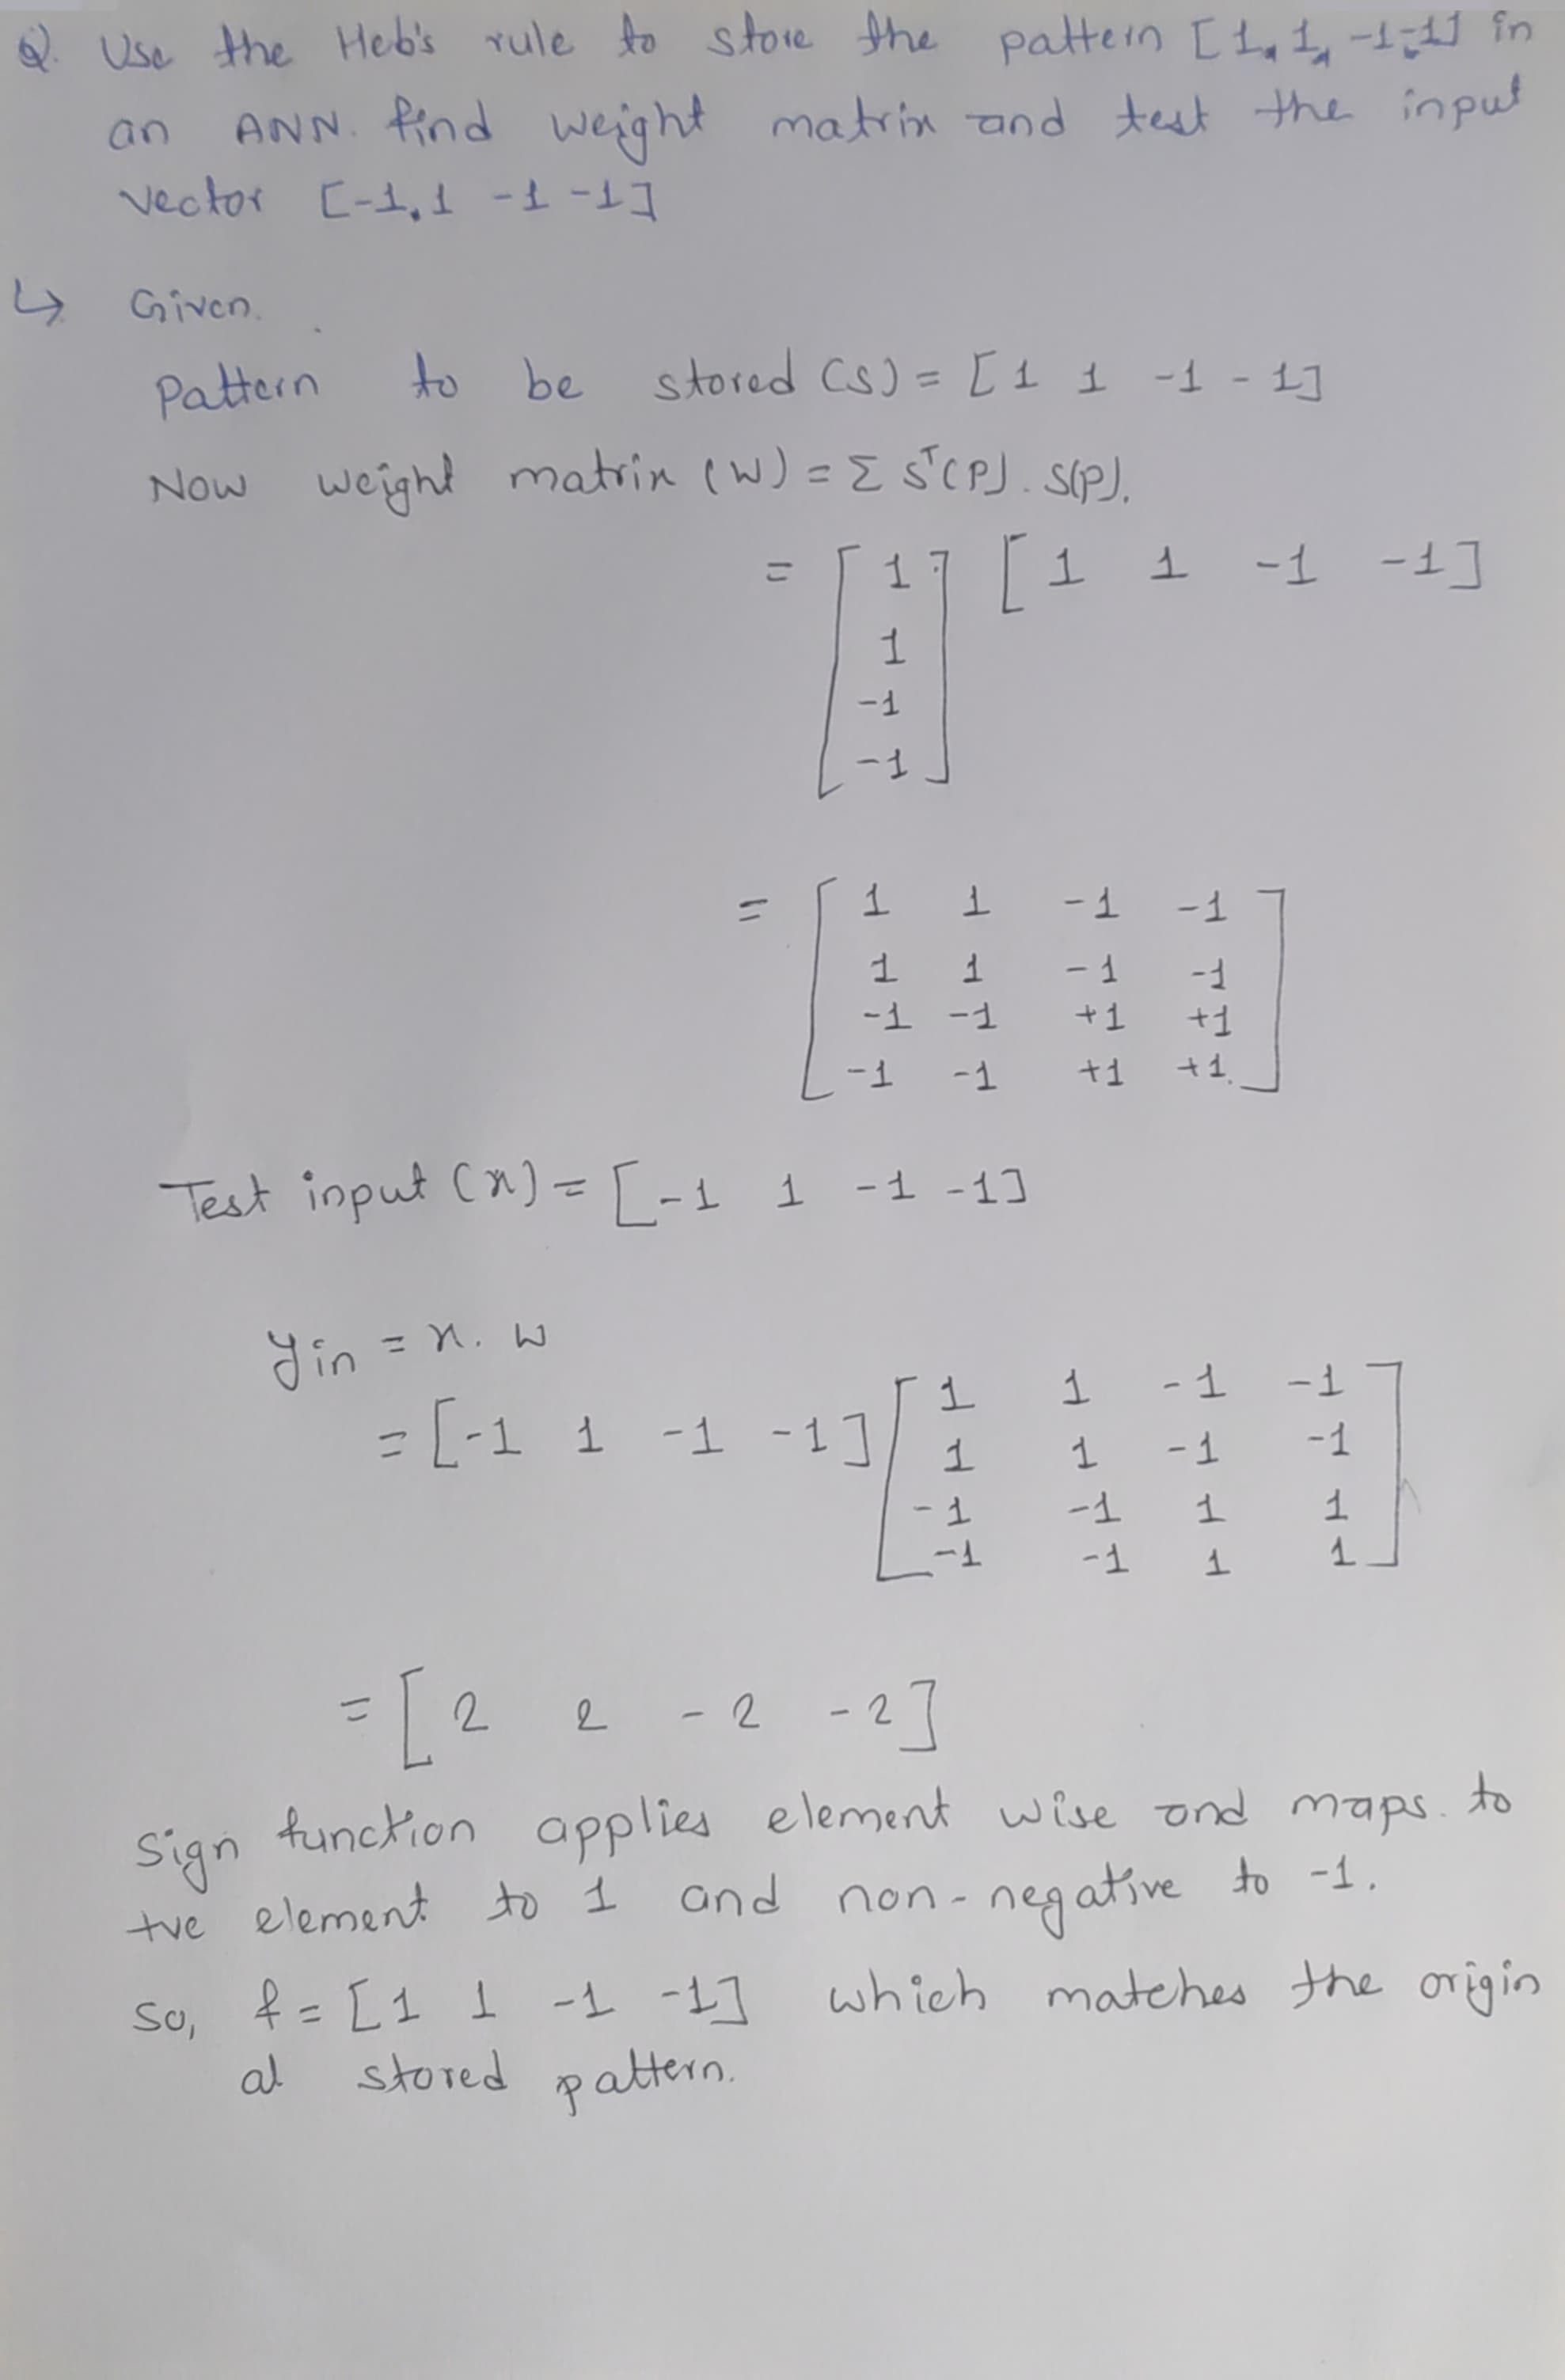 Q. Use the Heb's rule to store the pattern [1, 1, -1, -1] in
an ANN. find weight matrix and test the input
vector [-1, 1 -1 -1]
↳ Given.
Pattern to be stored (S) = [1 1 -1 -1]
Now weight matrix (W) = Σ Sᵀ(P). S(P).
= [1 [1 1 -1 -1]
1
-1
-1]
= [1 1 -1 -1
1 1 -1 -1
-1 -1 +1 +1
-1 -1 +1 +1]
Test input (x) = [-1 1 -1 -1]
yin = x. w
= [-1 1 -1 -1] [1 1 -1 -1
1 1 -1 -1
-1 -1 1 1
-1 -1 1 1]
= [2 2 -2 -2]
Sign function applies element wise and maps. to
+ve element to 1 and non-negative to -1.
So, f = [1 1 -1 -1] which matches the origin
al stored pattern.